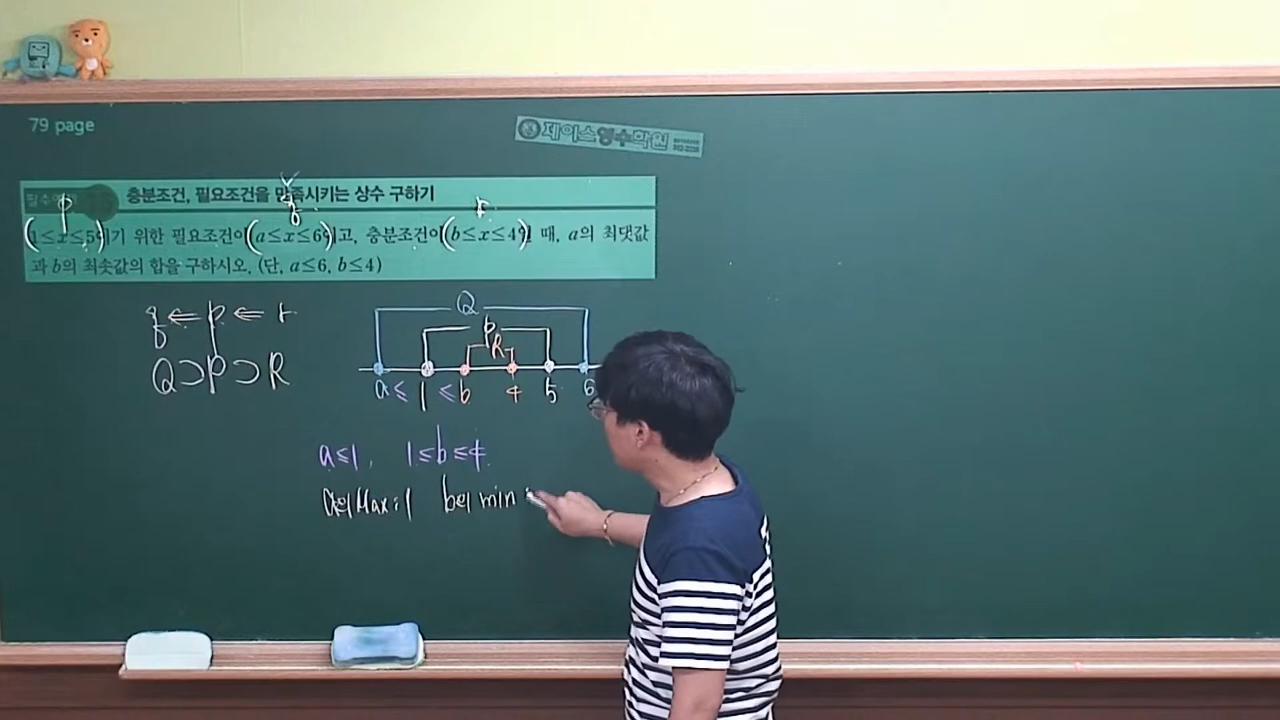 79 page
제이스영수학원
충분조건, 필요조건을 만족시키는 상수 구하기
p q r
(1≤x≤5)이기 위한 필요조건이 (a≤x≤6)이고, 충분조건이 (b≤x≤4)일 때, a의 최댓값
과 b의 최솟값의 합을 구하시오. (단, a≤6, b≤4)
q ⇐ p ⇐ r
Q⊃P⊃R
Q
P
R
a ≤ 1 ≤ b 4 5 6
a≤1, 1≤b≤4
a의 Max : 1 b의 min :